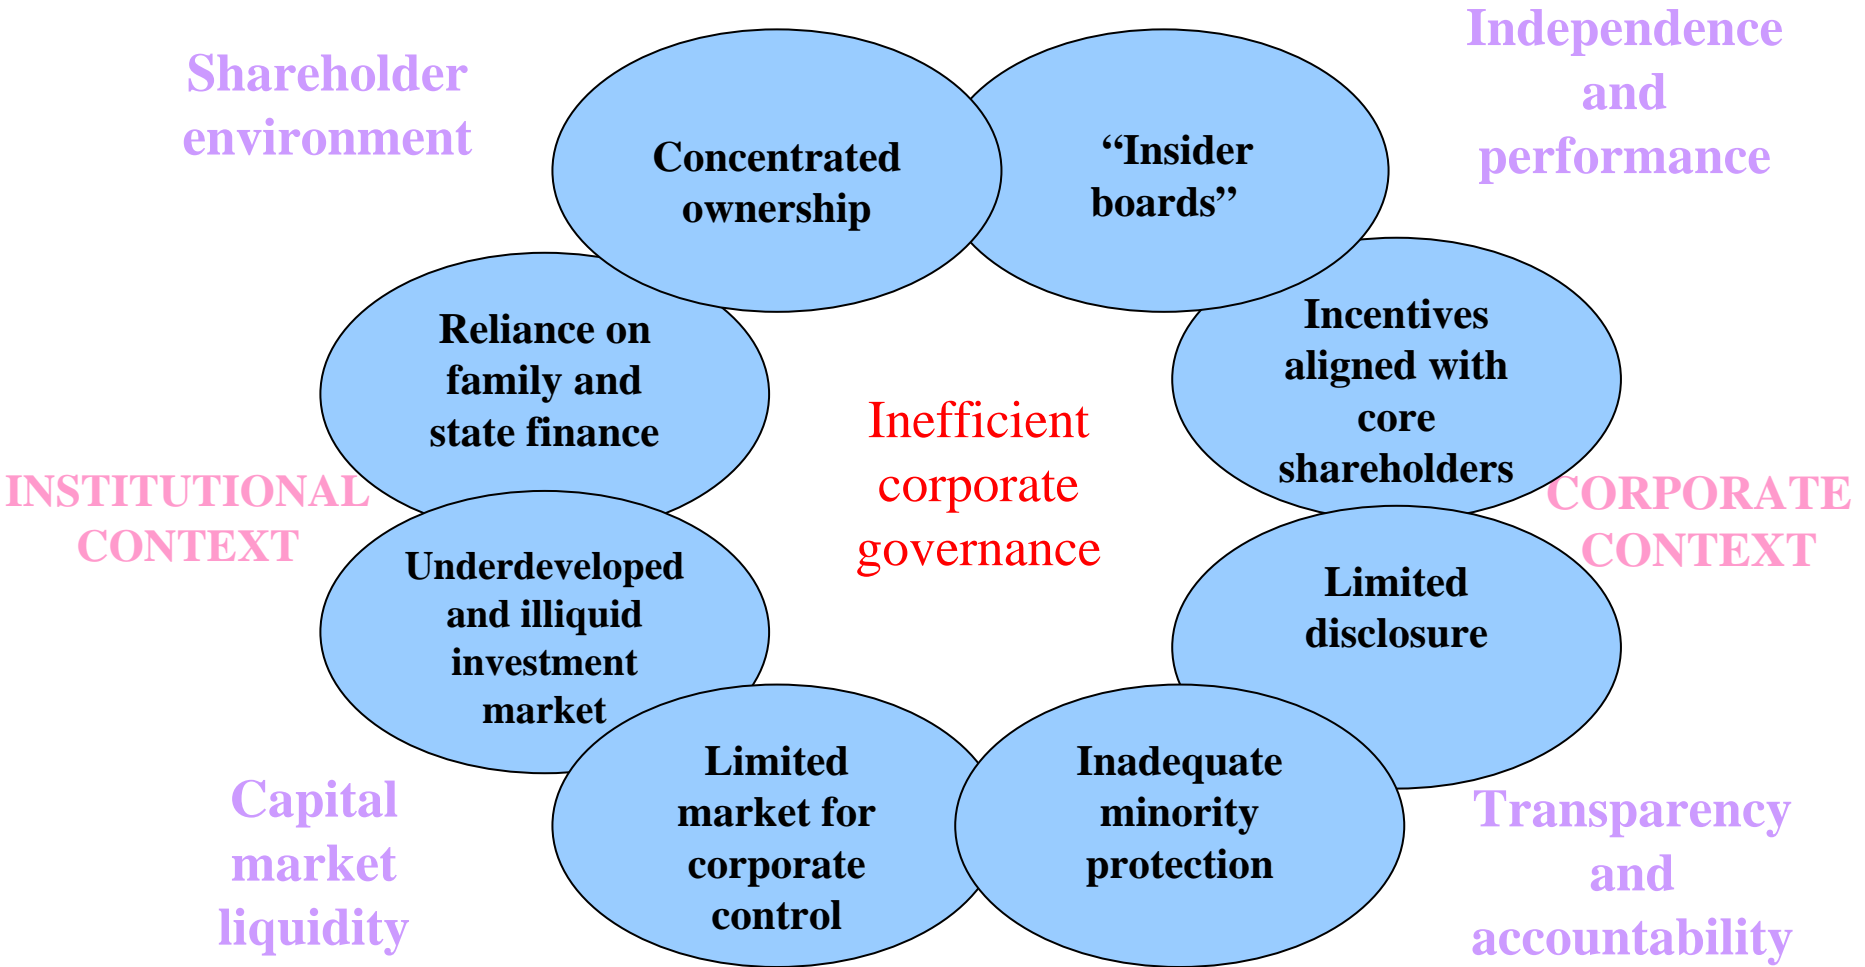 Shareholder
environment
Independence
and
performance
Concentrated
ownership
“Insider
boards”
Reliance on
family and
state finance
Incentives
aligned with
core
shareholders
Inefficient
corporate
governance
INSTITUTIONAL
CONTEXT
CORPORATE
CONTEXT
Underdeveloped
and illiquid
investment
market
Limited
disclosure
Limited
market for
corporate
control
Inadequate
minority
protection
Capital
market
liquidity
Transparency
and
accountability